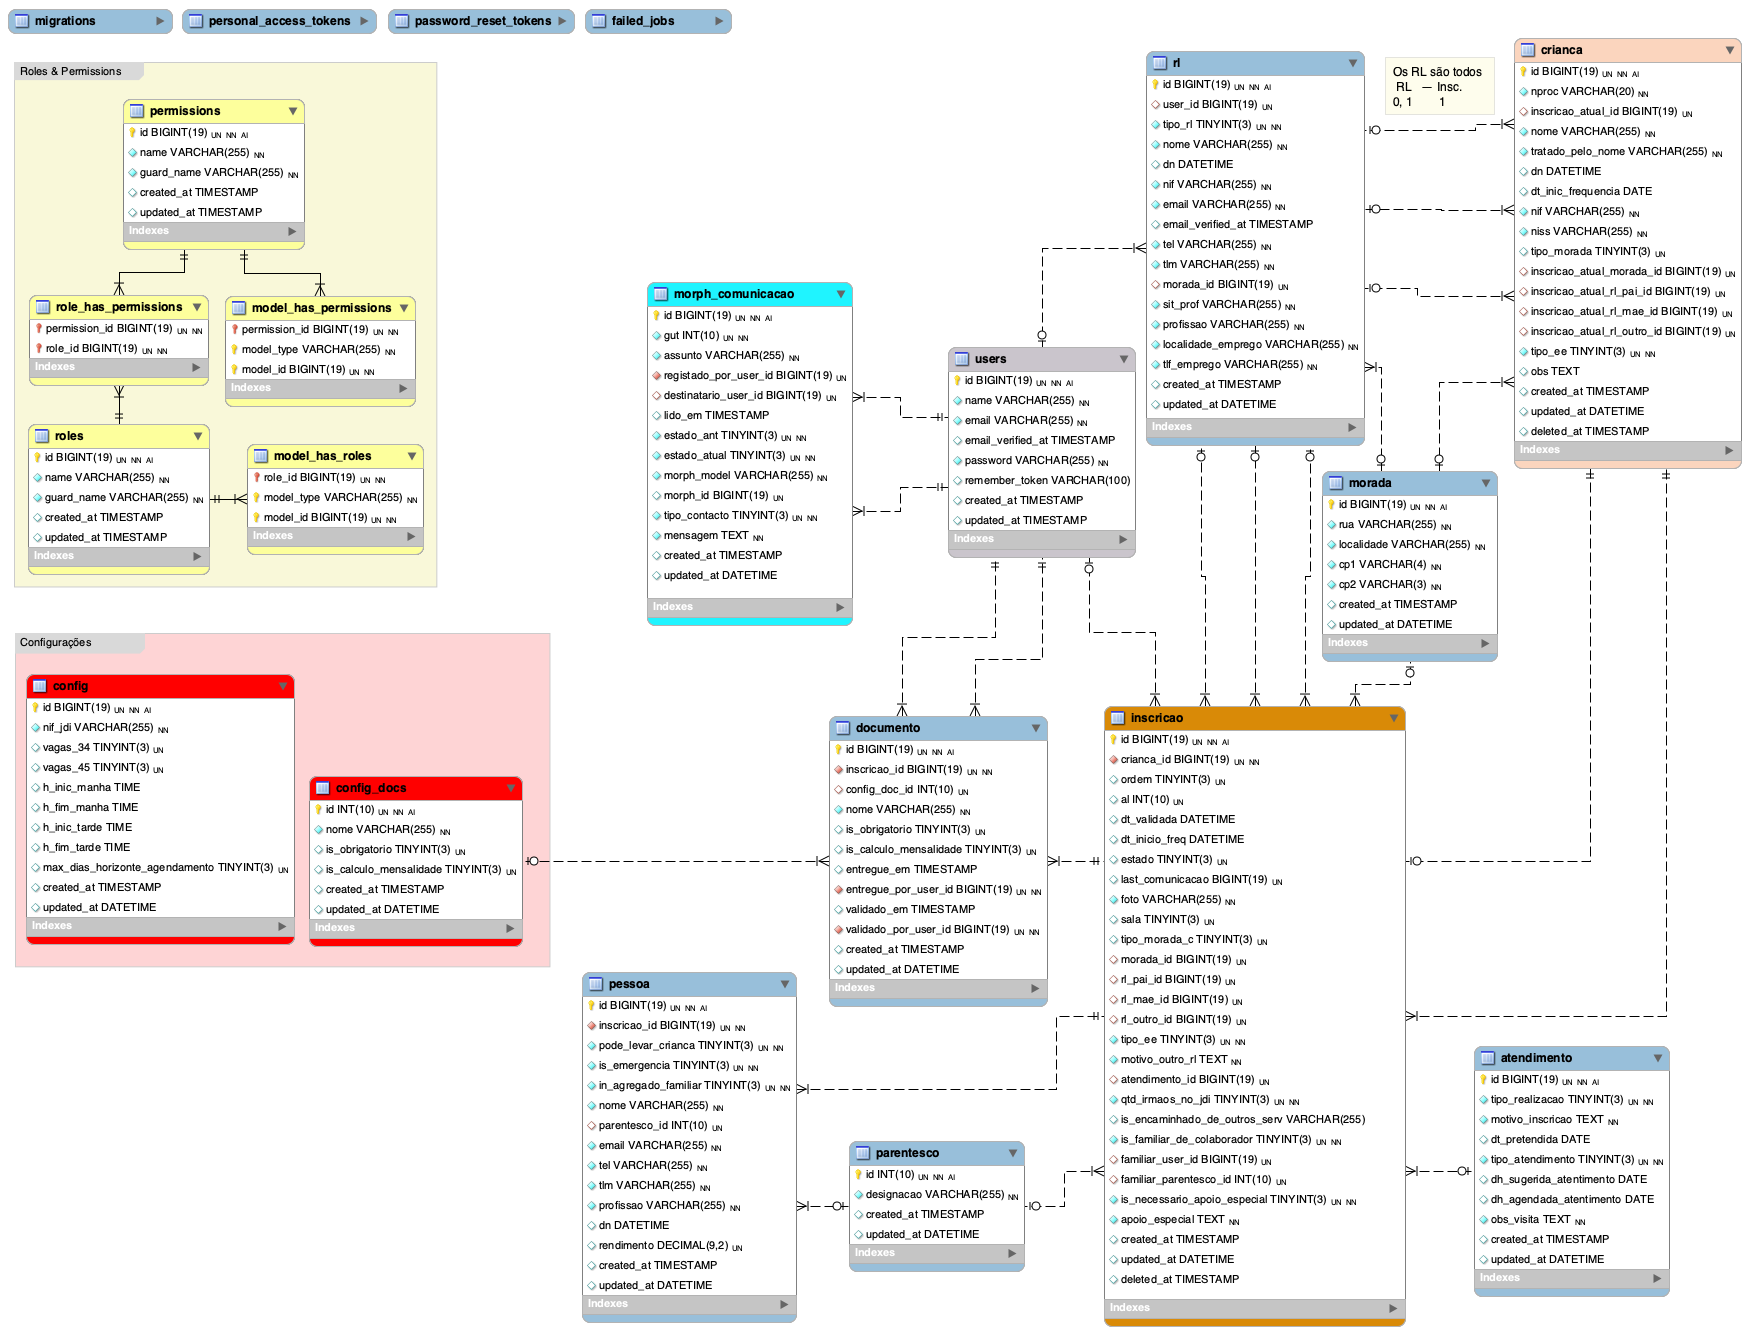 migrations
personal_access_tokens
password_reset_tokens
failed_jobs
Roles & Permissions
permissions
id BIGINT(19) UN NN AI
name VARCHAR(255) NN
guard_name VARCHAR(255) NN
created_at TIMESTAMP
updated_at TIMESTAMP
Indexes
role_has_permissions
permission_id BIGINT(19) UN NN
role_id BIGINT(19) UN NN
Indexes
model_has_permissions
permission_id BIGINT(19) UN NN
model_type VARCHAR(255) NN
model_id BIGINT(19) UN NN
Indexes
roles
id BIGINT(19) UN NN AI
name VARCHAR(255) NN
guard_name VARCHAR(255) NN
created_at TIMESTAMP
updated_at TIMESTAMP
Indexes
model_has_roles
role_id BIGINT(19) UN NN
model_type VARCHAR(255) NN
model_id BIGINT(19) UN NN
Indexes
Configurações
config
id BIGINT(19) UN NN AI
nif_jdi VARCHAR(255) NN
vagas_34 TINYINT(3) UN
vagas_45 TINYINT(3) UN
h_inic_manha TIME
h_fim_manha TIME
h_inic_tarde TIME
h_fim_tarde TIME
max_dias_horizonte_agendamento TINYINT(3) UN
created_at TIMESTAMP
updated_at DATETIME
Indexes
config_docs
id INT(10) UN NN AI
nome VARCHAR(255) NN
is_obrigatorio TINYINT(3) UN
is_calculo_mensalidade TINYINT(3) UN
created_at TIMESTAMP
updated_at DATETIME
Indexes
morph_comunicacao
id BIGINT(19) UN NN AI
gut INT(10) UN NN
assunto VARCHAR(255) NN
registado_por_user_id BIGINT(19) UN
destinatario_user_id BIGINT(19) UN
lido_em TIMESTAMP
estado_ant TINYINT(3) UN NN
estado_atual TINYINT(3) UN NN
morph_model VARCHAR(255) NN
morph_id BIGINT(19) UN
tipo_contacto TINYINT(3) UN NN
mensagem TEXT NN
created_at TIMESTAMP
updated_at DATETIME
Indexes
users
id BIGINT(19) UN NN AI
name VARCHAR(255) NN
email VARCHAR(255) NN
email_verified_at TIMESTAMP
password VARCHAR(255) NN
remember_token VARCHAR(100)
created_at TIMESTAMP
updated_at TIMESTAMP
Indexes
rl
id BIGINT(19) UN NN AI
user_id BIGINT(19) UN
tipo_rl TINYINT(3) UN NN
nome VARCHAR(255) NN
dn DATETIME
nif VARCHAR(255) NN
email VARCHAR(255) NN
email_verified_at TIMESTAMP
tel VARCHAR(255) NN
tlm VARCHAR(255) NN
morada_id BIGINT(19) UN
sit_prof VARCHAR(255) NN
profissao VARCHAR(255) NN
localidade_emprego VARCHAR(255) NN
tlf_emprego VARCHAR(255) NN
created_at TIMESTAMP
updated_at DATETIME
Indexes
Os RL são todos
RL — Insc.
0, 1 1
crianca
id BIGINT(19) UN NN AI
nproc VARCHAR(20) NN
inscricao_atual_id BIGINT(19) UN
nome VARCHAR(255) NN
tratado_pelo_nome VARCHAR(255) NN
dn DATETIME
dt_inic_frequencia DATE
nif VARCHAR(255) NN
niss VARCHAR(255) NN
tipo_morada TINYINT(3) UN
inscricao_atual_morada_id BIGINT(19) UN
inscricao_atual_rl_pai_id BIGINT(19) UN
inscricao_atual_rl_mae_id BIGINT(19) UN
inscricao_atual_rl_outro_id BIGINT(19) UN
tipo_ee TINYINT(3) UN NN
obs TEXT
created_at TIMESTAMP
updated_at DATETIME
deleted_at TIMESTAMP
Indexes
morada
id BIGINT(19) UN NN AI
rua VARCHAR(255) NN
localidade VARCHAR(255) NN
cp1 VARCHAR(4) NN
cp2 VARCHAR(3) NN
created_at TIMESTAMP
updated_at DATETIME
Indexes
documento
id BIGINT(19) UN NN AI
inscricao_id BIGINT(19) UN NN
config_doc_id INT(10) UN
nome VARCHAR(255) NN
is_obrigatorio TINYINT(3) UN
is_calculo_mensalidade TINYINT(3) UN
entregue_em TIMESTAMP
entregue_por_user_id BIGINT(19) UN NN
validado_em TIMESTAMP
validado_por_user_id BIGINT(19) UN NN
created_at TIMESTAMP
updated_at DATETIME
Indexes
inscricao
id BIGINT(19) UN NN AI
crianca_id BIGINT(19) UN NN
ordem TINYINT(3) UN
al INT(10) UN
dt_validada DATETIME
dt_inicio_freq DATETIME
estado TINYINT(3) UN
last_comunicacao BIGINT(19) UN
foto VARCHAR(255) NN
sala TINYINT(3) UN
tipo_morada_c TINYINT(3) UN
morada_id BIGINT(19) UN
rl_pai_id BIGINT(19) UN
rl_mae_id BIGINT(19) UN
rl_outro_id BIGINT(19) UN
tipo_ee TINYINT(3) UN NN
motivo_outro_rl TEXT NN
atendimento_id BIGINT(19) UN
qtd_irmaos_no_jdi TINYINT(3) UN NN
is_encaminhado_de_outros_serv VARCHAR(255)
is_familiar_de_colaborador TINYINT(3) UN NN
familiar_user_id BIGINT(19) UN
familiar_parentesco_id INT(10) UN
is_necessario_apoio_especial TINYINT(3) UN NN
apoio_especial TEXT NN
created_at TIMESTAMP
updated_at DATETIME
deleted_at TIMESTAMP
Indexes
pessoa
id BIGINT(19) UN NN AI
inscricao_id BIGINT(19) UN NN
pode_levar_crianca TINYINT(3) UN NN
is_emergencia TINYINT(3) UN NN
in_agregado_familiar TINYINT(3) UN NN
nome VARCHAR(255) NN
parentesco_id INT(10) UN
email VARCHAR(255) NN
tel VARCHAR(255) NN
tlm VARCHAR(255) NN
profissao VARCHAR(255) NN
dn DATETIME
rendimento DECIMAL(9,2) UN
created_at TIMESTAMP
updated_at DATETIME
Indexes
parentesco
id INT(10) UN NN AI
designacao VARCHAR(255) NN
created_at TIMESTAMP
updated_at DATETIME
Indexes
atendimento
id BIGINT(19) UN NN AI
tipo_realizacao TINYINT(3) UN NN
motivo_inscricao TEXT NN
dt_pretendida DATE
tipo_atendimento TINYINT(3) UN NN
dh_sugerida_atentimento DATE
dh_agendada_atentimento DATE
obs_visita TEXT NN
created_at TIMESTAMP
updated_at DATETIME
Indexes